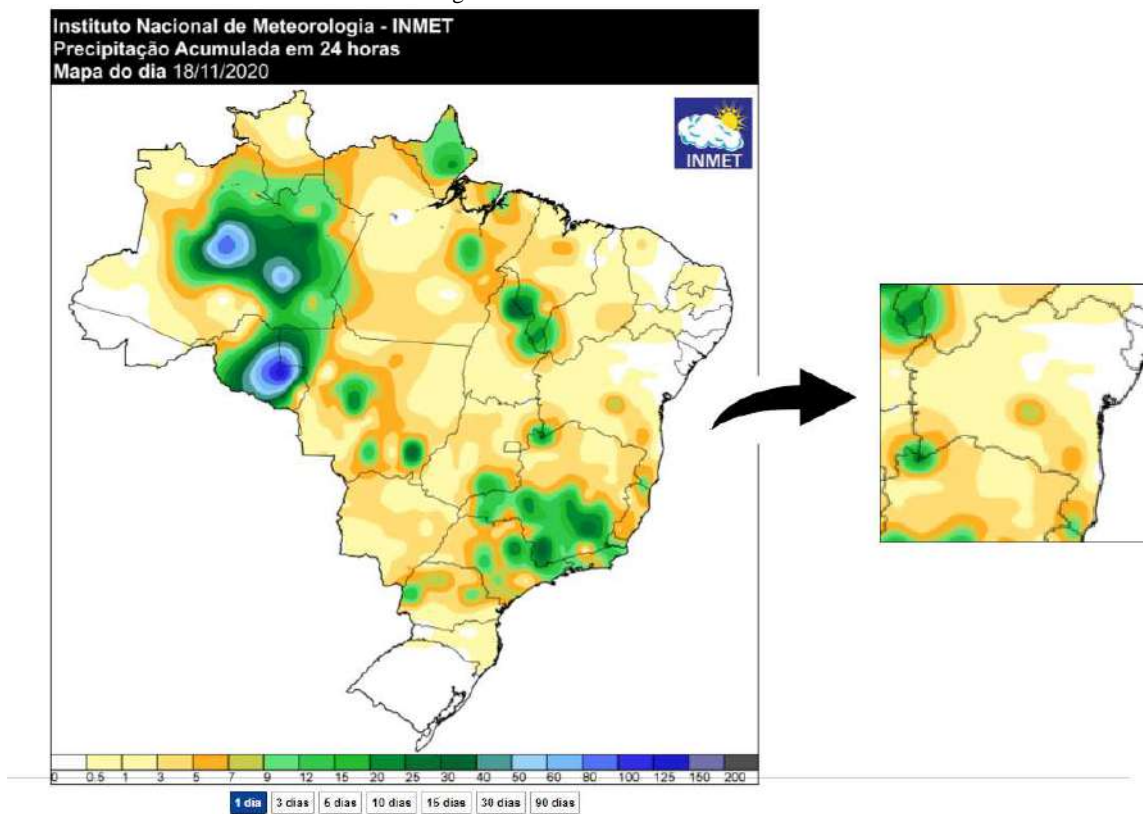 Instituto Nacional de Meteorologia - INMET
Precipitação Acumulada em 24 horas
Mapa do dia 18/11/2020
INMET
0 0.5 1 3 5 7 9 12 15 20 25 30 40 50 60 80 100 125 150 200
1 dia 3 dias 5 dias 10 dias 15 dias 30 dias 90 dias